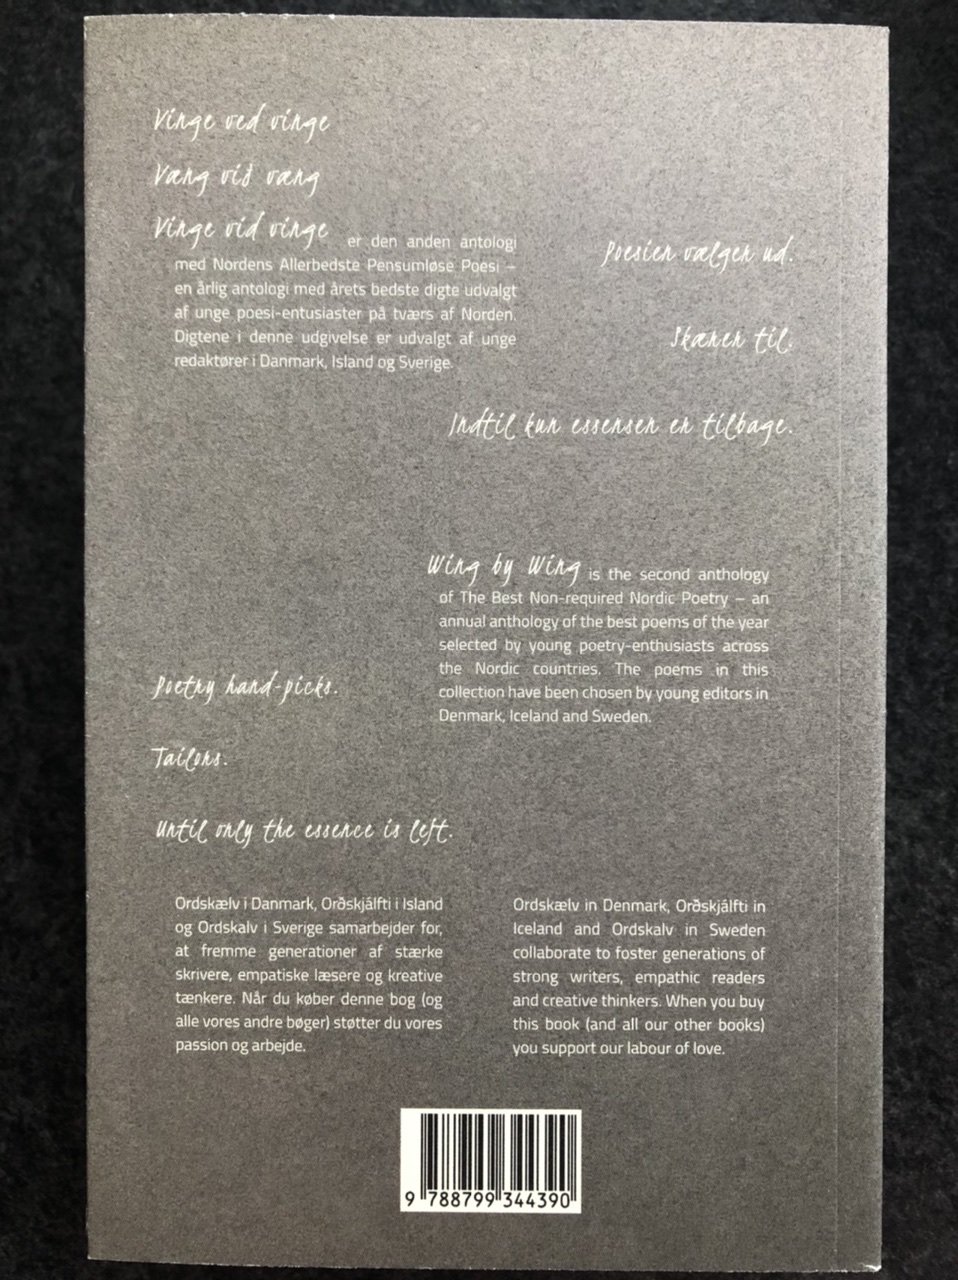 Vinge ved vinge
Væng við væng
Vinge vid vinge er den anden antologi
med Nordens Allerbedste Pensumløse Poesi –
en årlig antologi med årets bedste digte udvalgt
af unge poesi-entusiaster på tværs af Norden.
Digtene i denne udgivelse er udvalgt af unge
redaktører i Danmark, Island og Sverige.
Poesien vælger ud.
Skærer til.
Indtil kun essensen er tilbage.
Wing by Wing is the second anthology
of The Best Non-required Nordic Poetry – an
annual anthology of the best poems of the year
selected by young poetry-enthusiasts across
the Nordic countries. The poems in this
collection have been chosen by young editors in
Denmark, Iceland and Sweden.
Poetry hand-picks.
Tailors.
Until only the essence is left.
Ordskælv i Danmark, Orðskjálfti i Island
og Ordskalv i Sverige samarbejder for,
at fremme generationer af stærke
skrivere, empatiske læsere og kreative
tænkere. Når du køber denne bog (og
alle vores andre bøger) støtter du vores
passion og arbejde.
Ordskælv in Denmark, Orðskjálfti in
Iceland and Ordskalv in Sweden
collaborate to foster generations of
strong writers, empathic readers
and creative thinkers. When you buy
this book (and all our other books)
you support our labour of love.
9 788799 344390